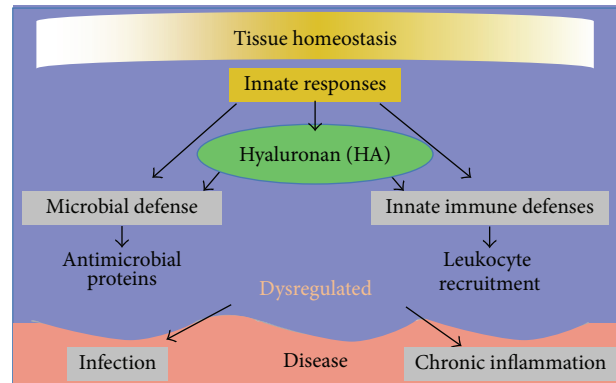 Tissue homeostasis
Innate responses
Hyaluronan (HA)
Microbial defense
Innate immune defenses
Antimicrobial
proteins
Leukocyte
recruitment
Dysregulated
Infection
Disease
Chronic inflammation